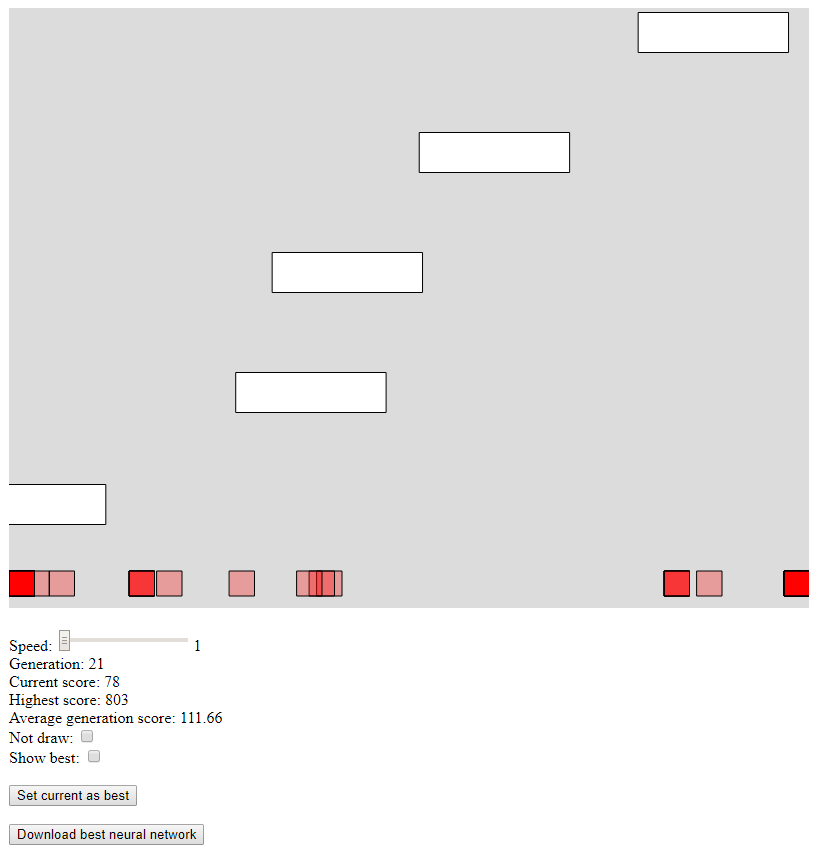 Speed: 1
Generation: 21
Current score: 78
Highest score: 803
Average generation score: 111.66
Not draw:
Show best:
Set current as best
Download best neural network